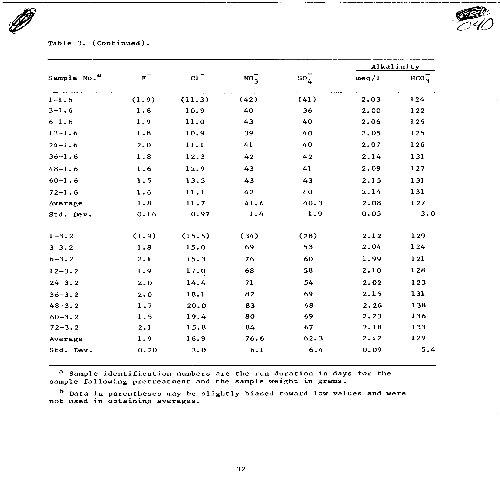 Table 3. (Continued).
Alkalinity
Sample No.a F- Cl- NO3- SO4- meq/l HCO3-
1-1.6 (1.9) (11.3) (42) (41) 2.03 124
3-1.6 1.8 10.9 40 36 2.00 122
6-1.6 1.9 11.0 43 40 2.06 125
12-1.6 1.8 10.9 39 40 2.05 125
24-1.6 2.0 11.1 41 40 2.07 126
36-1.6 1.8 12.3 42 42 2.14 131
48-1.6 1.6 12.9 43 41 2.09 127
60-1.6 1.5 13.3 43 43 2.15 131
72-1.6 1.6 11.1 42 40 2.14 131
Average 1.8 11.7 41.6 40.3 2.08 127
Std. Dev. 0.16 0.97 1.4 1.9 0.05 3.0
1-3.2 (1.9) (15.5) (34) (28) 2.12 129
3-3.2 1.8 15.0 69 53 2.04 124
6-3.2 2.1 15.3 76 60 1.99 121
12-3.2 1.9 17.0 68 58 2.10 128
24-3.2 2.0 14.4 71 54 2.02 123
36-3.2 2.0 18.1 82 69 2.15 131
48-3.2 1.7 20.0 83 68 2.26 138
60-3.2 1.5 19.4 80 69 2.23 136
72-3.2 2.1 15.8 84 67 2.18 133
Average 1.9 16.9 76.6 62.3 2.12 129
Std. Dev. 0.20 2.0 6.1 6.4 0.09 5.4
a Sample identification numbers are the run duration in days for the
sample following pretreatment and the sample weight in grams.
b Data in parentheses may be slightly biased toward low values and were
not used in obtaining averages.
32